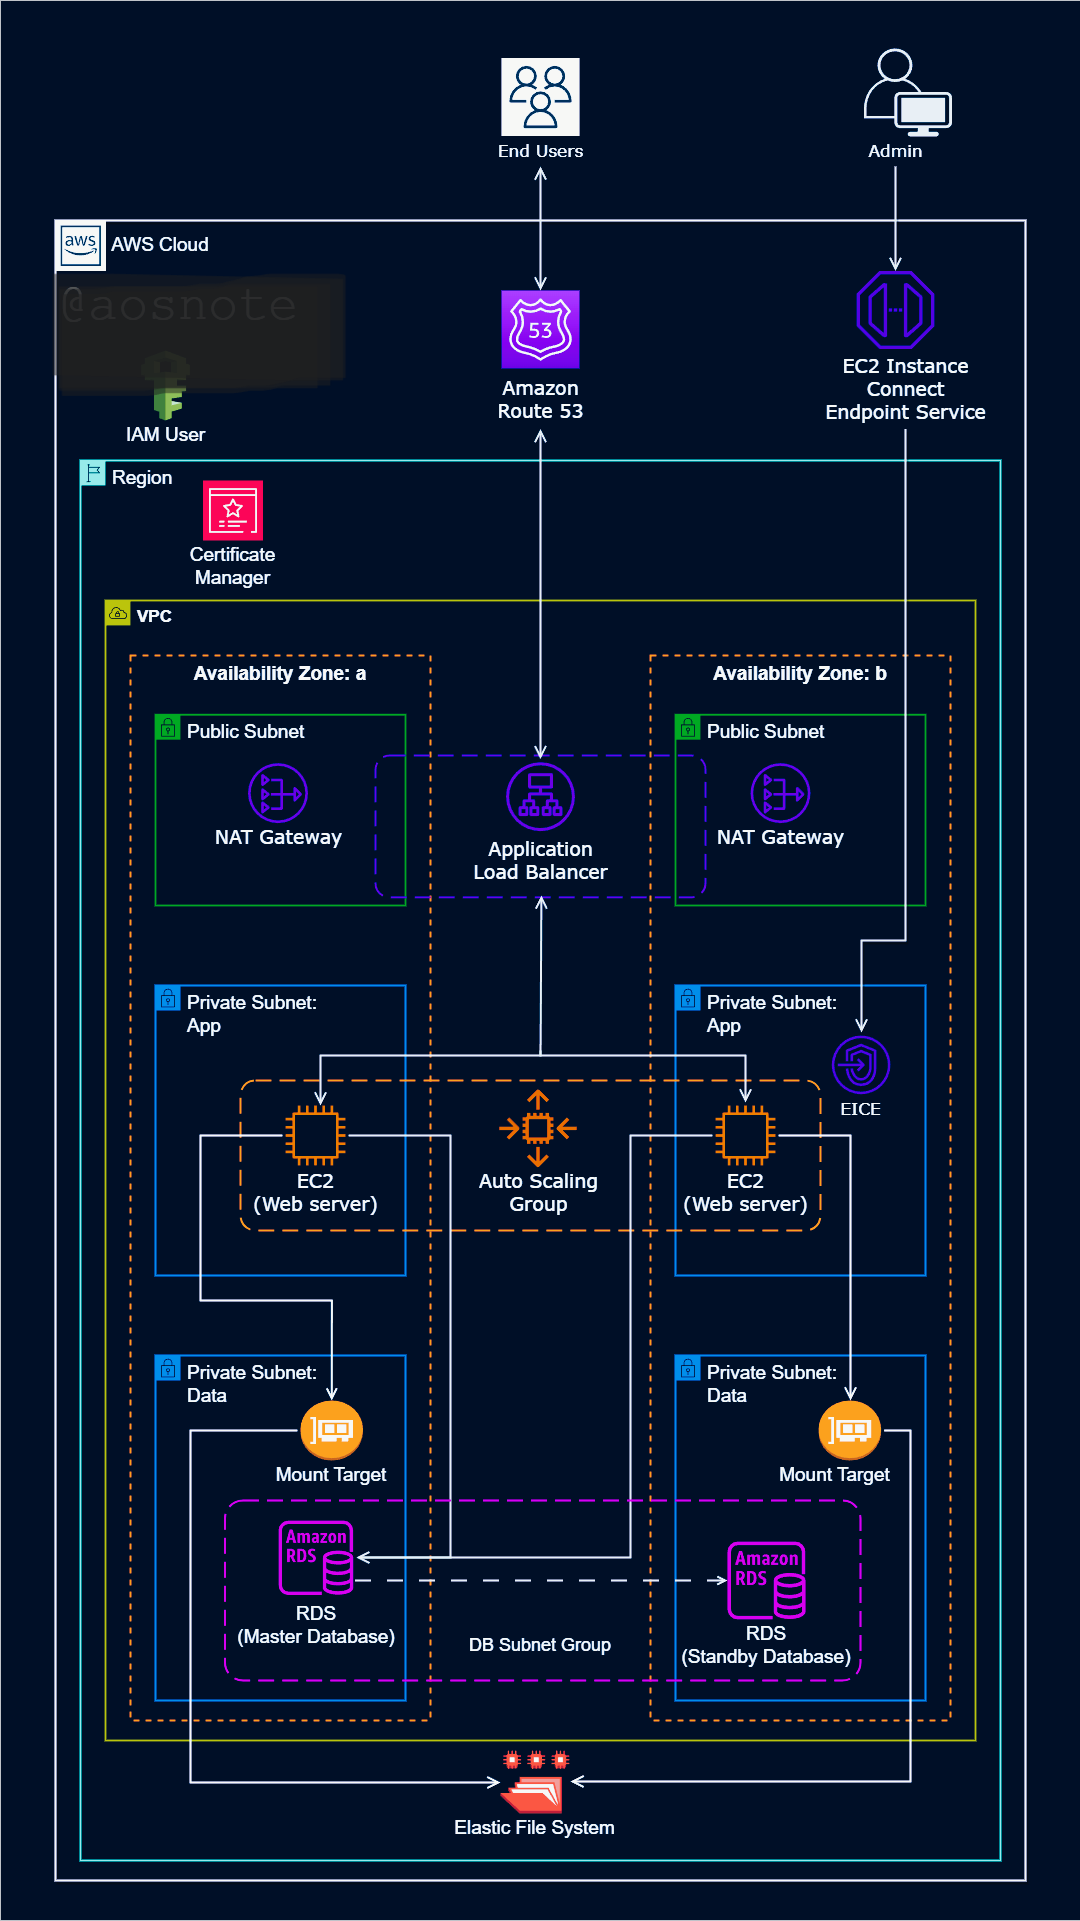 End Users
Admin
aws
AWS Cloud
@aosnote
53
Amazon
Route 53
EC2 Instance
Connect
Endpoint Service
IAM User
Region
Certificate
Manager
VPC
Availability Zone: a
Availability Zone: b
Public Subnet
Public Subnet
NAT Gateway
NAT Gateway
Application
Load Balancer
Private Subnet:
App
Private Subnet:
App
EICE
EC2
(Web server)
Auto Scaling
Group
EC2
(Web server)
Private Subnet:
Data
Private Subnet:
Data
Mount Target
Mount Target
Amazon
RDS
RDS
(Master Database)
DB Subnet Group
Amazon
RDS
RDS
(Standby Database)
Elastic File System